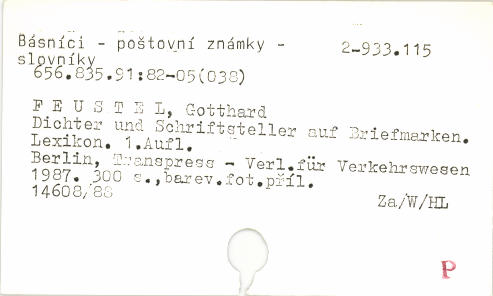 Básníci - poštovní známky - 2-933.115
slovníky
656.835.91:82-05(038)
F E U S T E L, Gotthard
Dichter und Schriftsteller auf Briefmarken.
Lexikon. 1.Aufl.
Berlin, Transpress - Verl.für Verkehrswesen
1987. 300 s.,barev.fot.příl.
14608/88 Za/W/HL
P